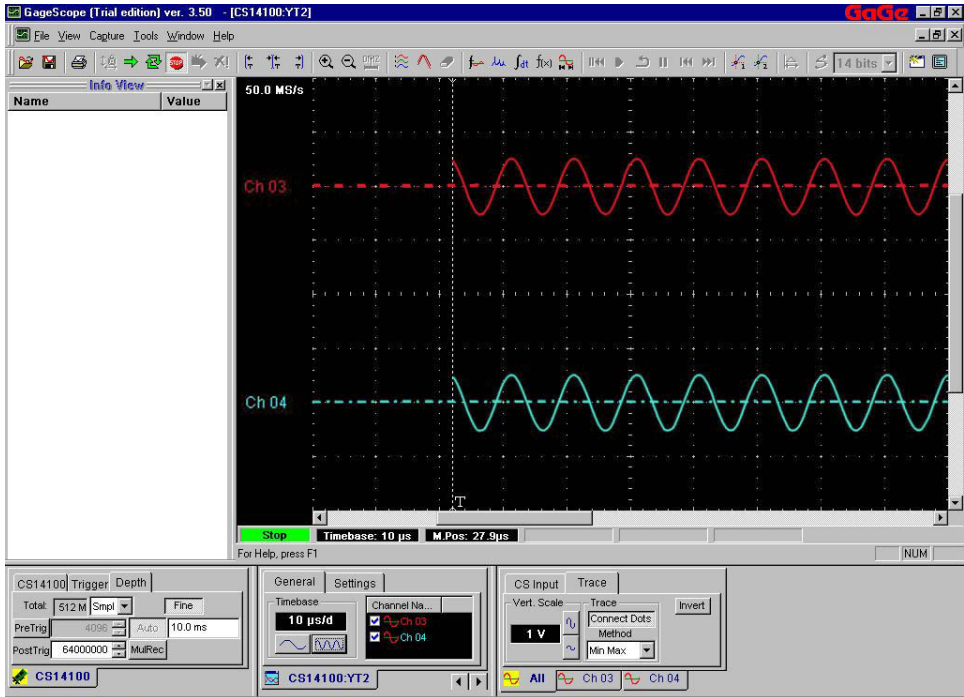 GageScope (Trial edition) ver. 3.50 - [CS14100:YT2]
GaGe
File View Capture Tools Window Help
14 bits
Info View
Name Value
50.0 MS/s
Ch 03
Ch 04
T
Stop Timebase: 10 µs M.Pos: 27.9µs
For Help, press F1
NUM
CS14100 Trigger Depth
Total: 512 M Smpl Fine
PreTrig 4096 Auto 10.0 ms
PostTrig 64000000 MulRec
CS14100
General Settings
Timebase
10 µs/d
Channel Na...
Ch 03
Ch 04
CS14100:YT2
CS Input Trace
Vert. Scale
1 V
Trace
Connect Dots
Method
Min Max
Invert
All Ch 03 Ch 04